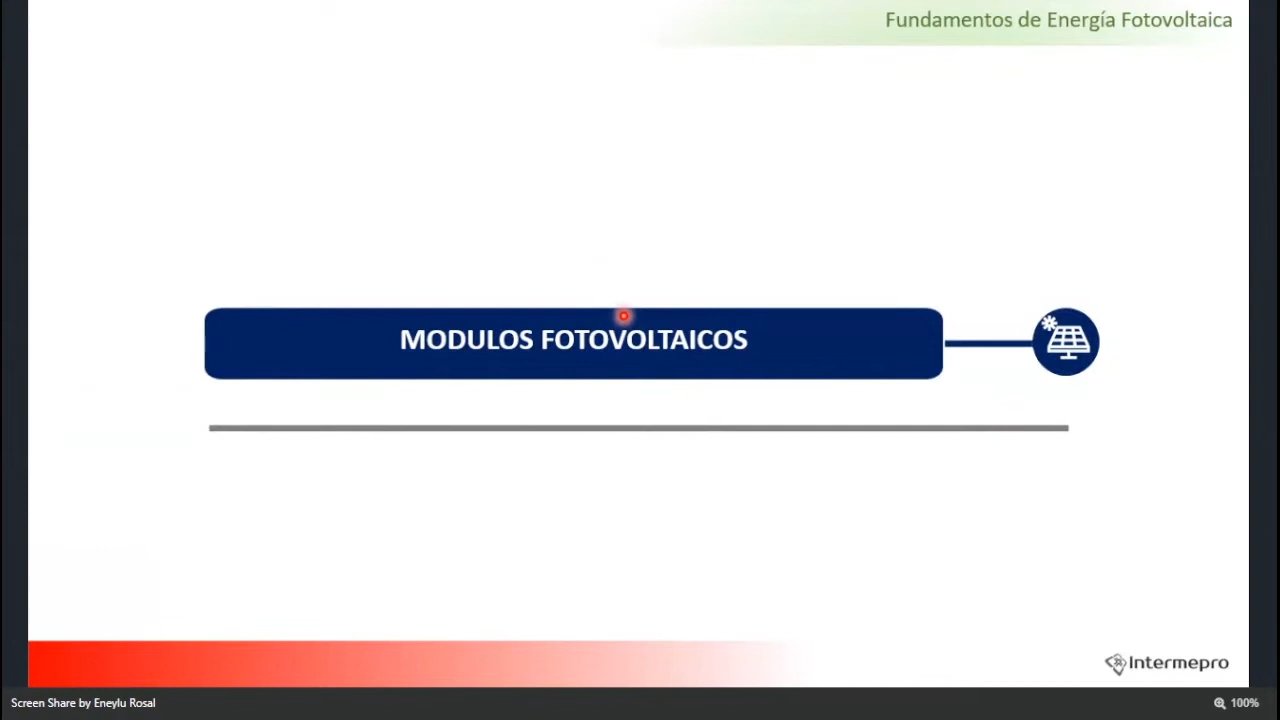 Fundamentos de Energía Fotovoltaica
MODULOS FOTOVOLTAICOS
Intermepro
Screen Share by Eneylu Rosal
100%